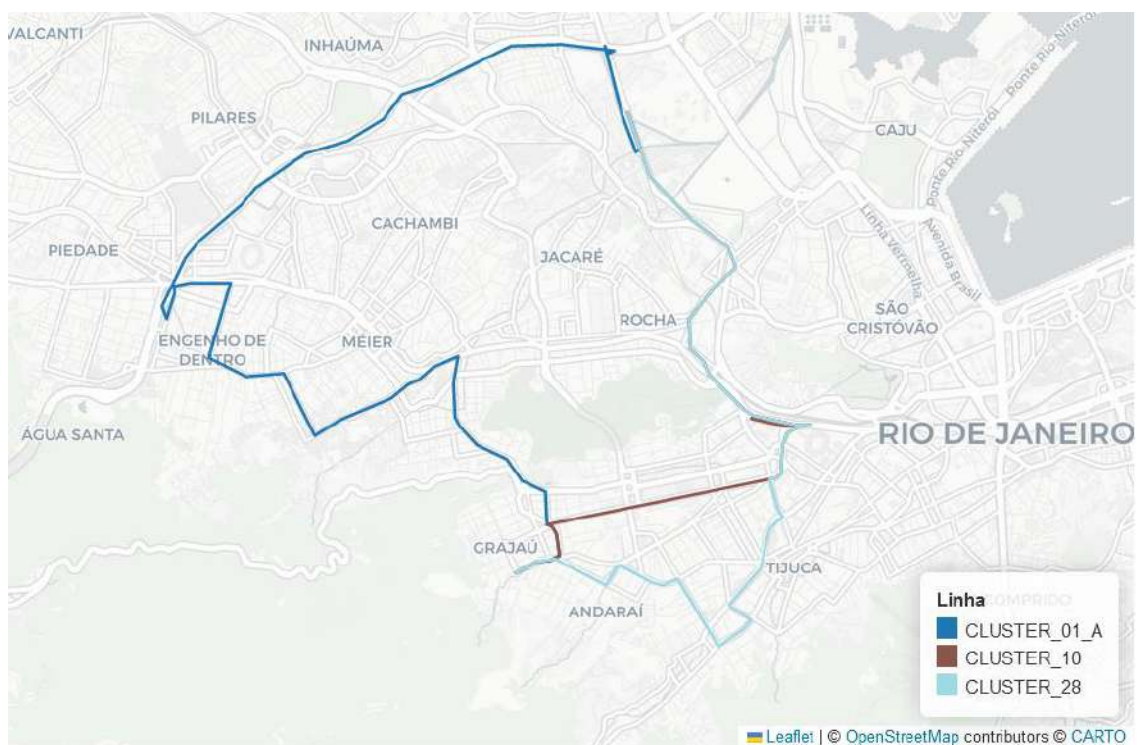 VALCANTI
INHAÚMA
Ponte Rio-Niterói
PILARES
CAJU
Ponte Rio-Niterói
CACHAMBI
PIEDADE
JACARÉ
Linha Vermelha
Avenida Brasil
ROCHA
SÃO
CRISTÓVÃO
ENGENHO DE
DENTRO
MÉIER
ÁGUA SANTA
RIO DE JANEIRO
GRAJAÚ
TIJUCA
ANDARAÍ
Linha
COMPRIDO
CLUSTER_01_A
CLUSTER_10
CLUSTER_28
Leaflet | © OpenStreetMap contributors © CARTO